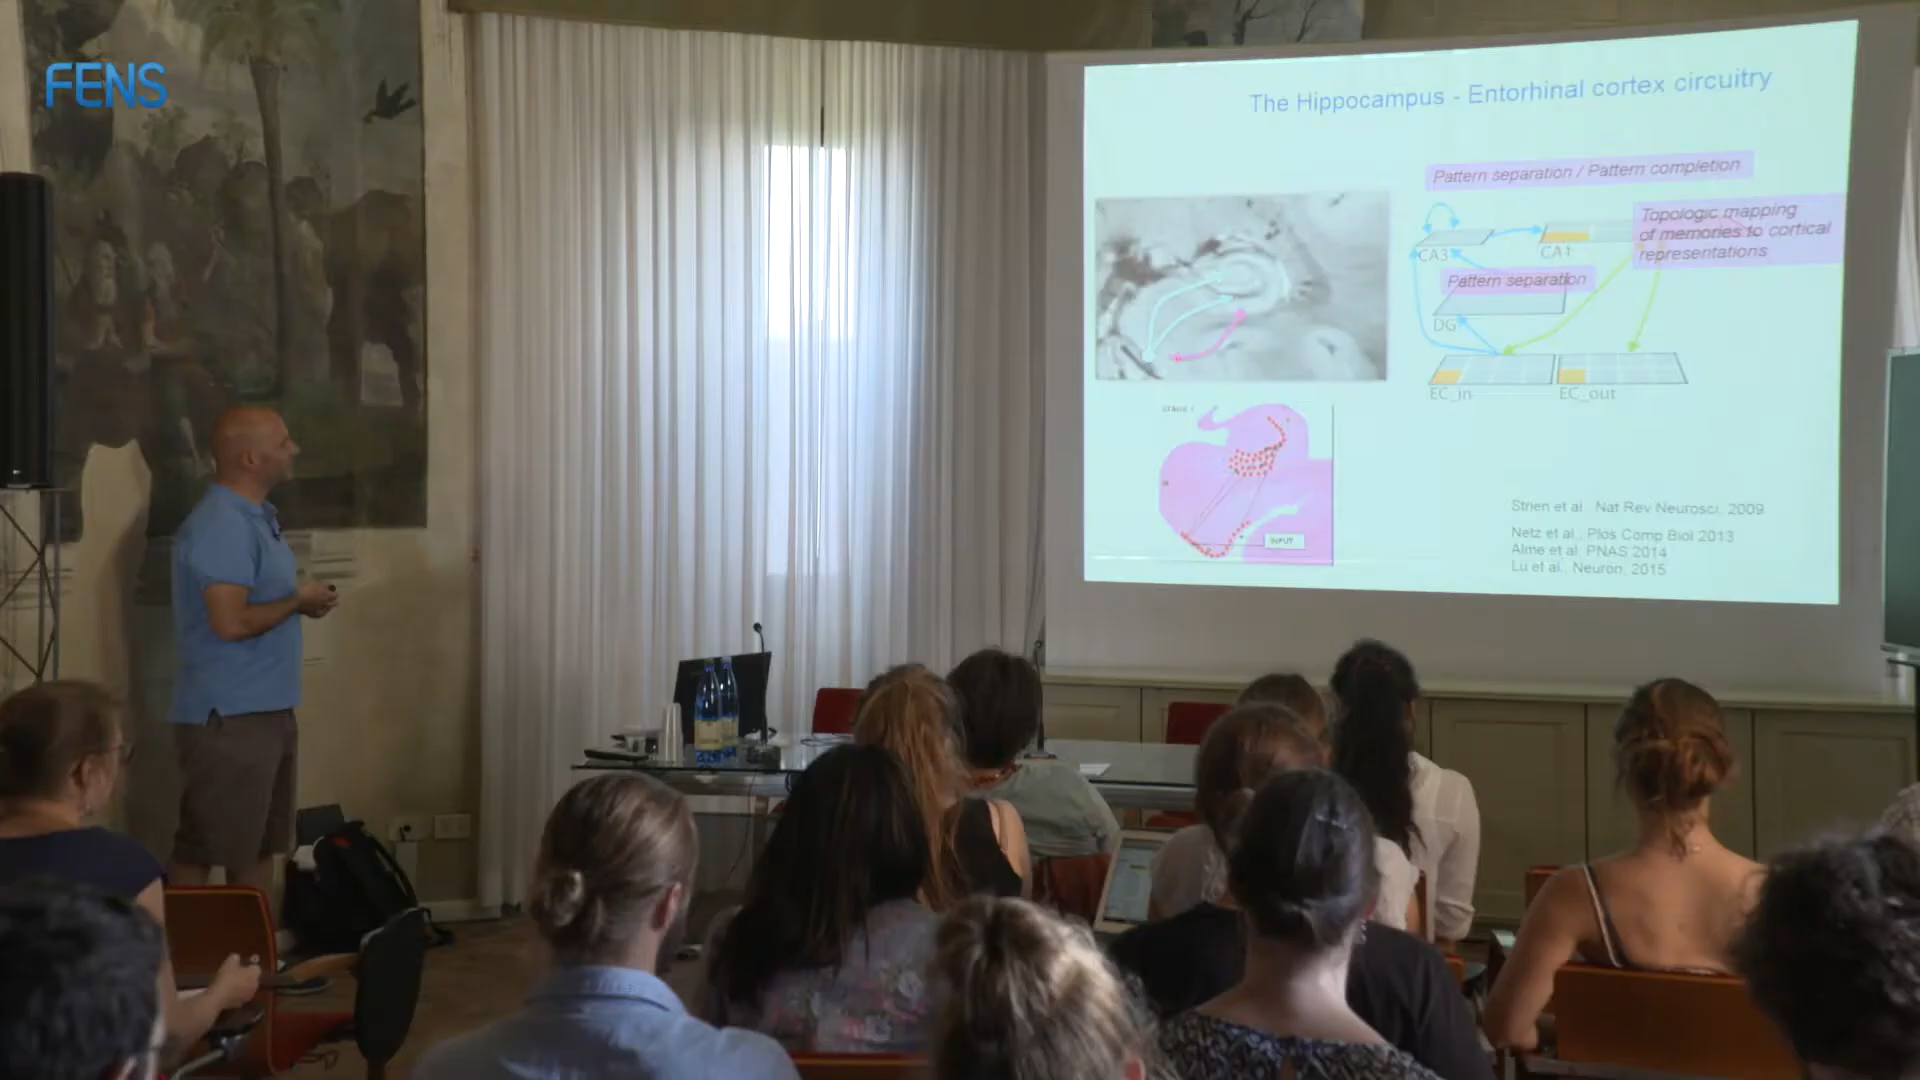 FENS
The Hippocampus - Entorhinal cortex circuitry
Pattern separation / Pattern completion
Topologic mapping
of memories to cortical
representations
CA3
CA1
Pattern separation
DG
EC_in
EC_out
STAGE I
INPUT
Strien et al. Nat Rev Neurosci. 2009
Netz et al., Plos Comp Biol 2013
Alme et al. PNAS 2014
Lu et al., Neuron, 2015